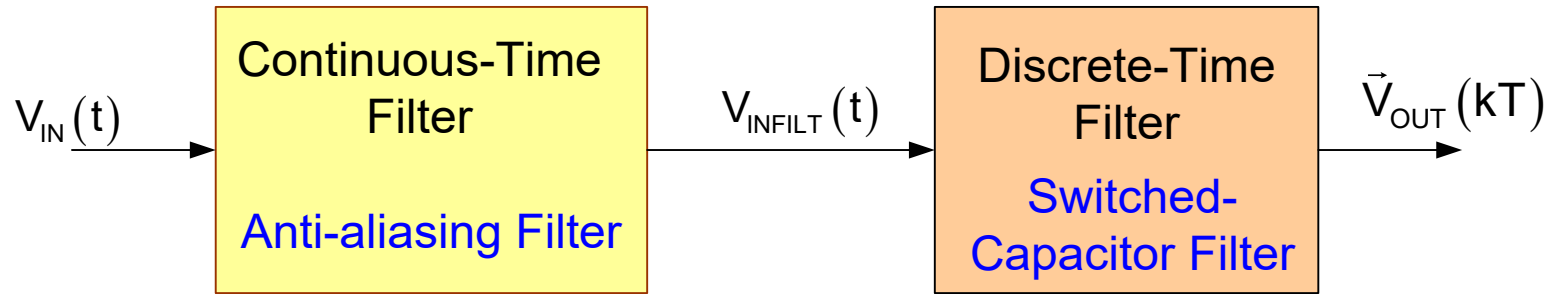 V_IN(t)
Continuous-Time
Filter
Anti-aliasing Filter
V_INFILT(t)
Discrete-Time
Filter
Switched-
Capacitor Filter
V⃗_OUT(kT)